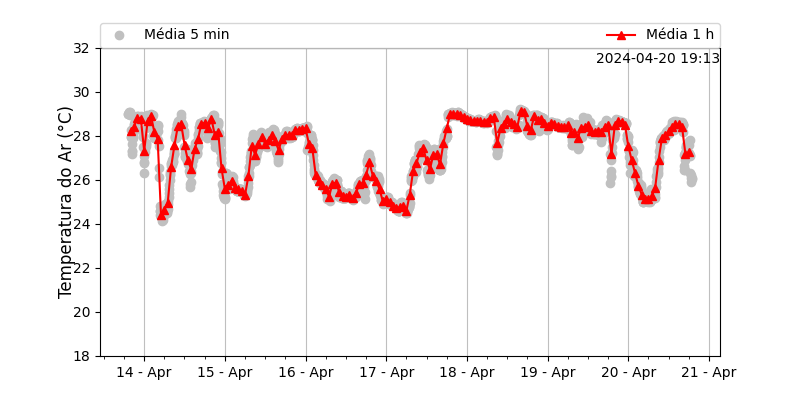 Média 5 min
Média 1 h
2024-04-20 19:13
Temperatura do Ar (°C)
32
30
28
26
24
22
20
18
14 - Apr
15 - Apr
16 - Apr
17 - Apr
18 - Apr
19 - Apr
20 - Apr
21 - Apr